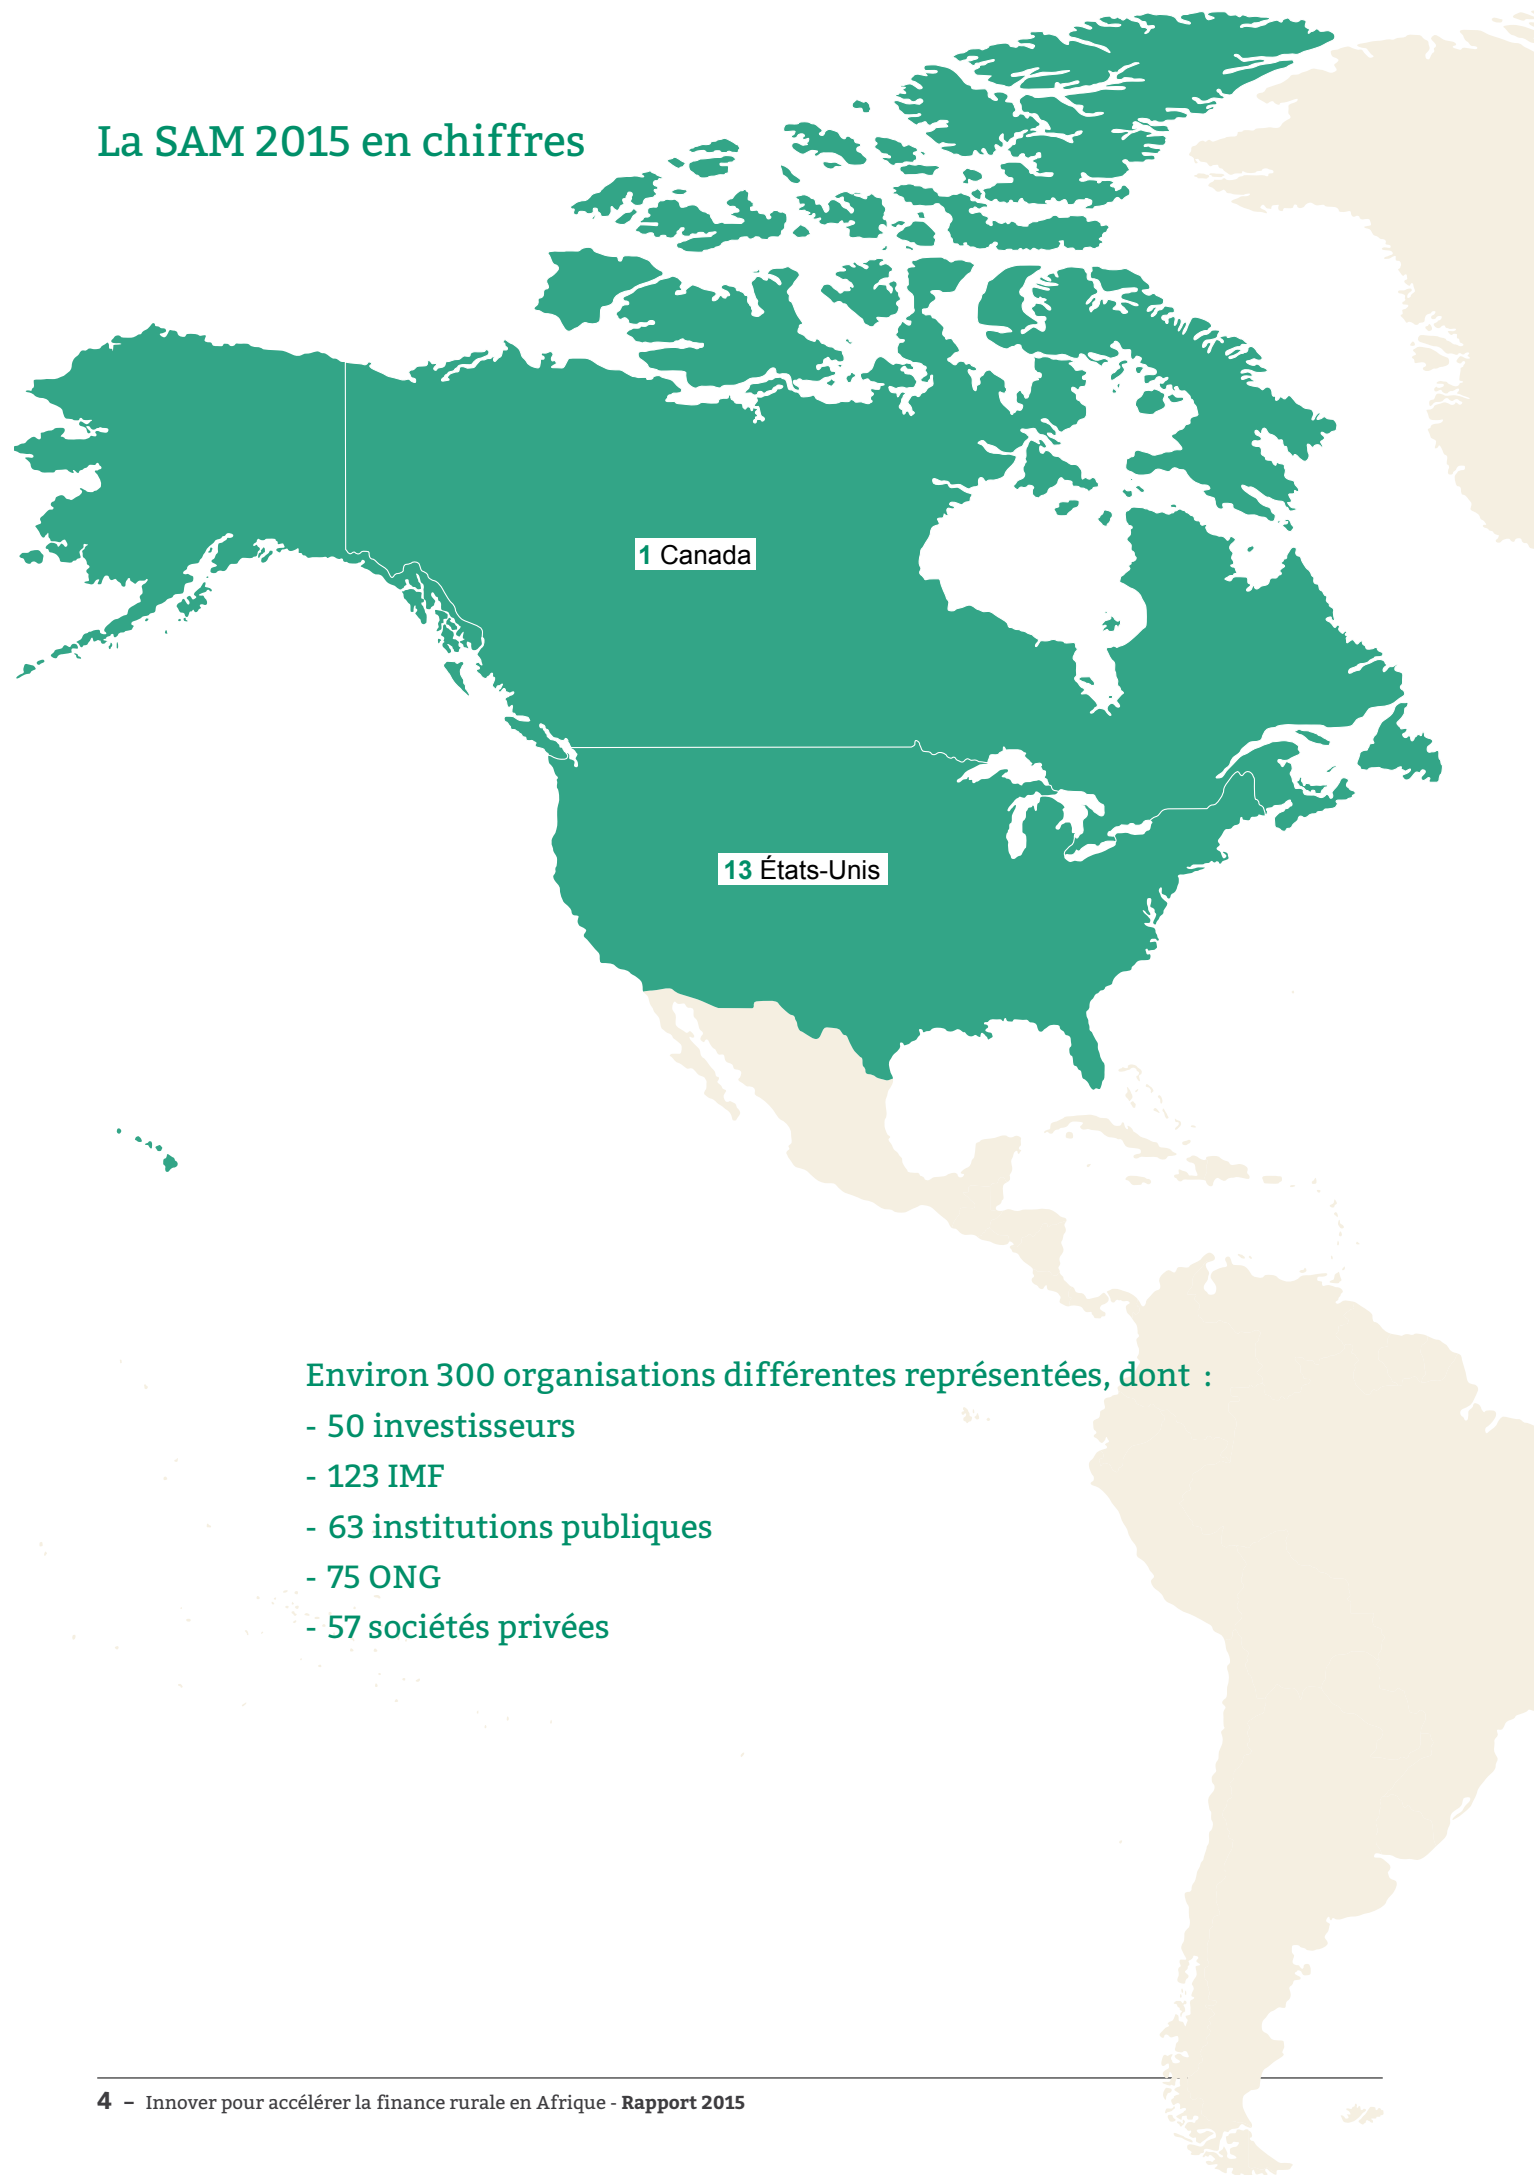 La SAM 2015 en chiffres
1 Canada
13 États-Unis
Environ 300 organisations différentes représentées, dont :
- 50 investisseurs
- 123 IMF
- 63 institutions publiques
- 75 ONG
- 57 sociétés privées
4 – Innover pour accélérer la finance rurale en Afrique - Rapport 2015